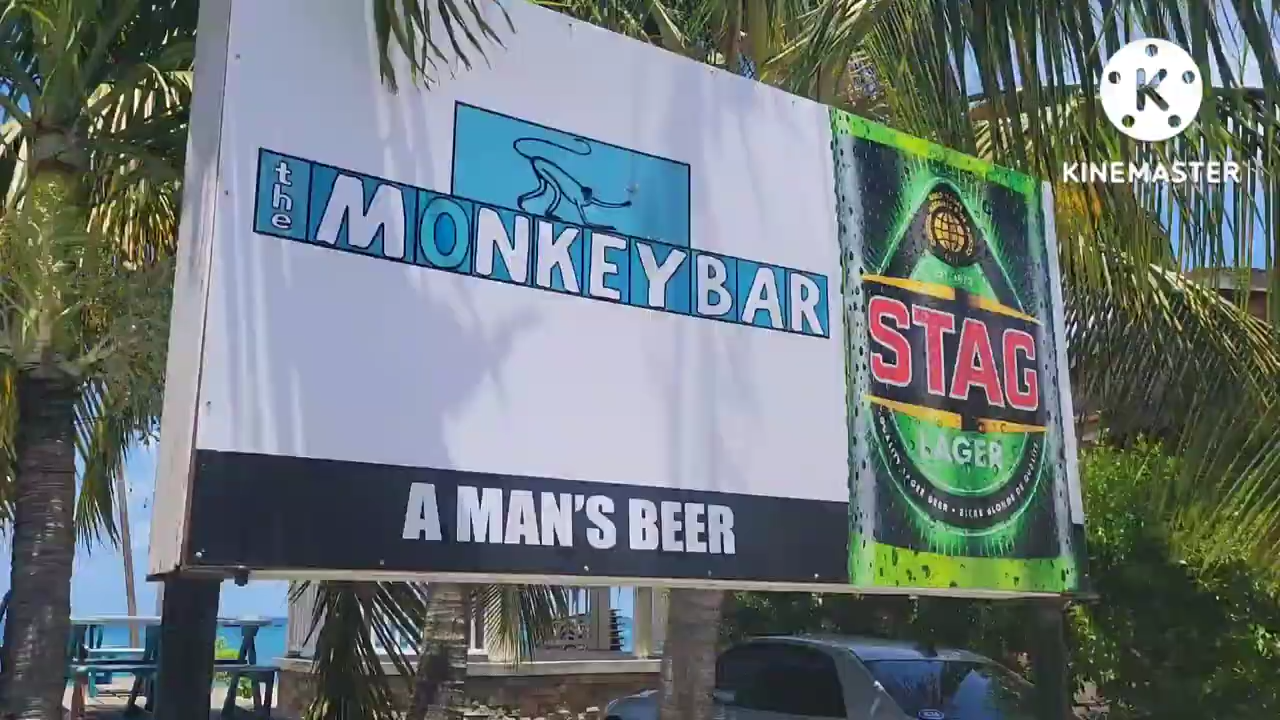 the MONKEYBAR
A MAN'S BEER
STAG
LAGER
K
KINEMASTER